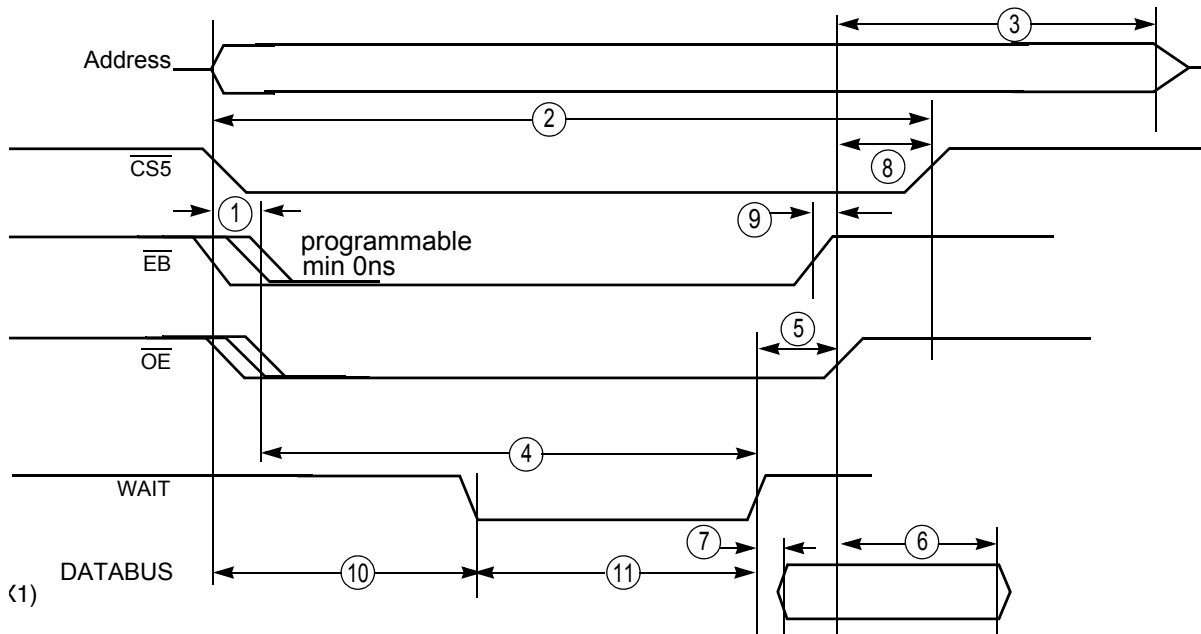 3
Address
2
CS5
8
1
9
programmable
min 0ns
EB
5
OE
4
WAIT
7
6
DATABUS
10
11
X1)